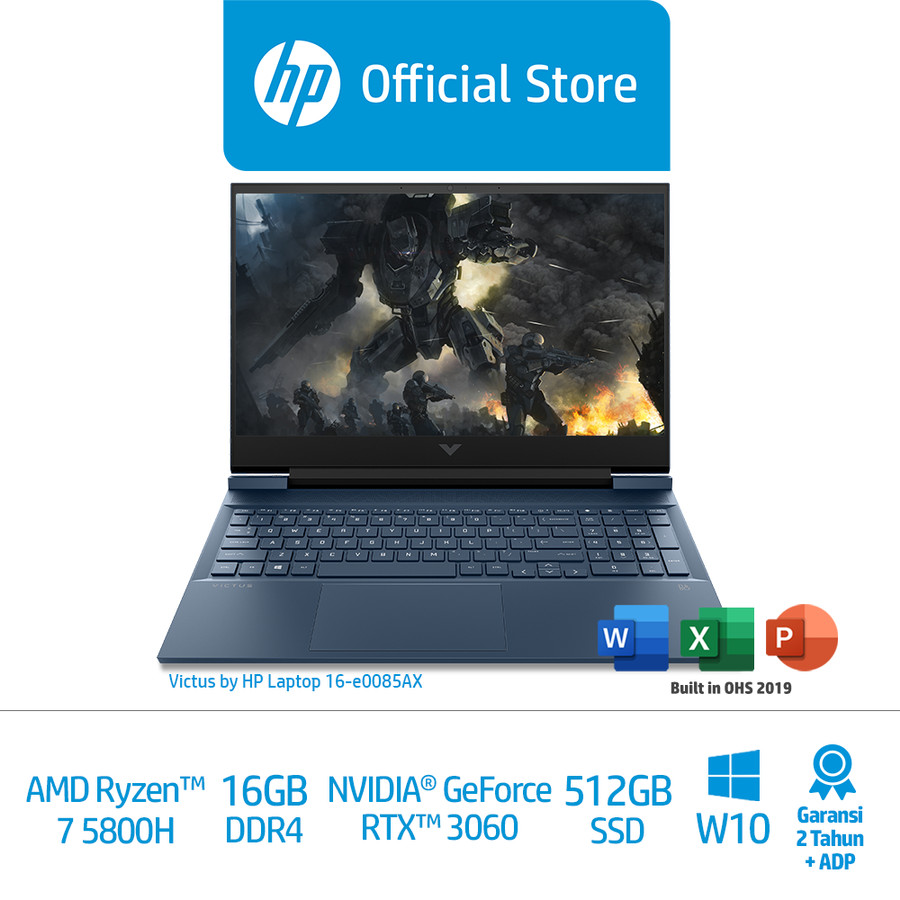 hp Official Store
VICTUS
W X P
Victus by HP Laptop 16-e0085AX
Built in OHS 2019
AMD Ryzen™
7 5800H
16GB
DDR4
NVIDIA® GeForce
RTX™ 3060
512GB
SSD
W10
Garansi
2 Tahun
+ ADP